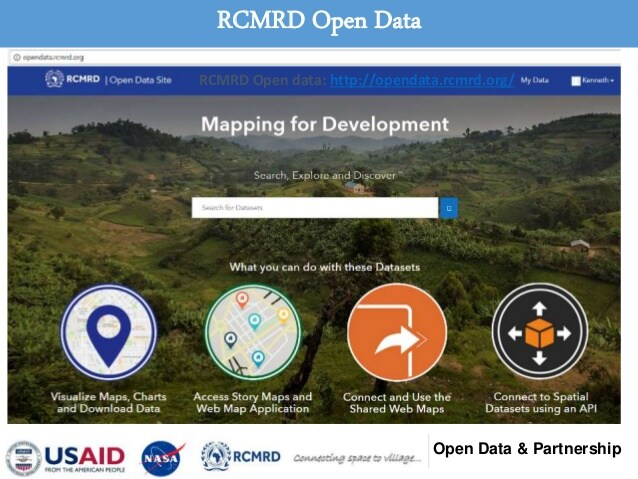 RCMRD Open Data
opendata.rcmrd.org
RCMRD | Open Data Site
RCMRD Open data: http://opendata.rcmrd.org/
My Data
Kenneth
Mapping for Development
Search, Explore and Discover
Search for Datasets
What you can do with these Datasets
Visualize Maps, Charts
and Download Data
Access Story Maps and
Web Map Application
Connect and Use the
Shared Web Maps
Connect to Spatial
Datasets using an API
USAID
FROM THE AMERICAN PEOPLE
NASA
RCMRD
Connecting space to village...
Open Data & Partnership